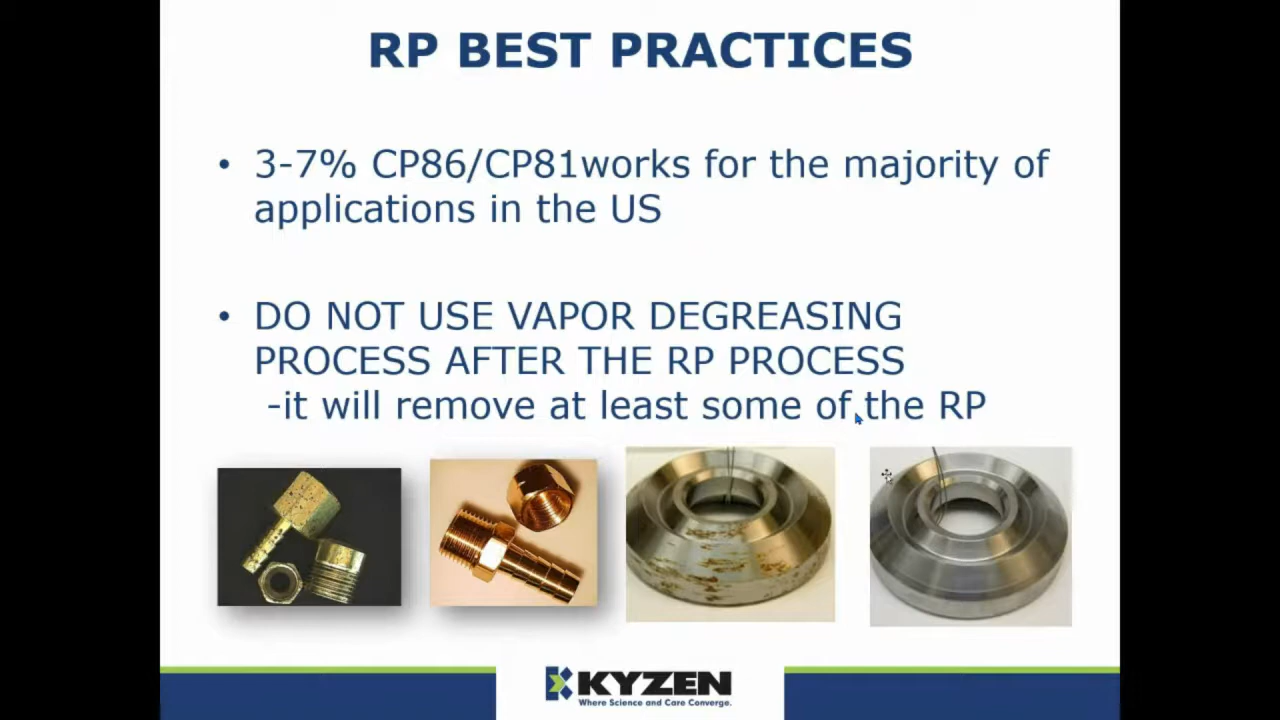 RP BEST PRACTICES
• 3-7% CP86/CP81works for the majority of
applications in the US
• DO NOT USE VAPOR DEGREASING
PROCESS AFTER THE RP PROCESS
-it will remove at least some of the RP
KYZEN
Where Science and Care Converge.